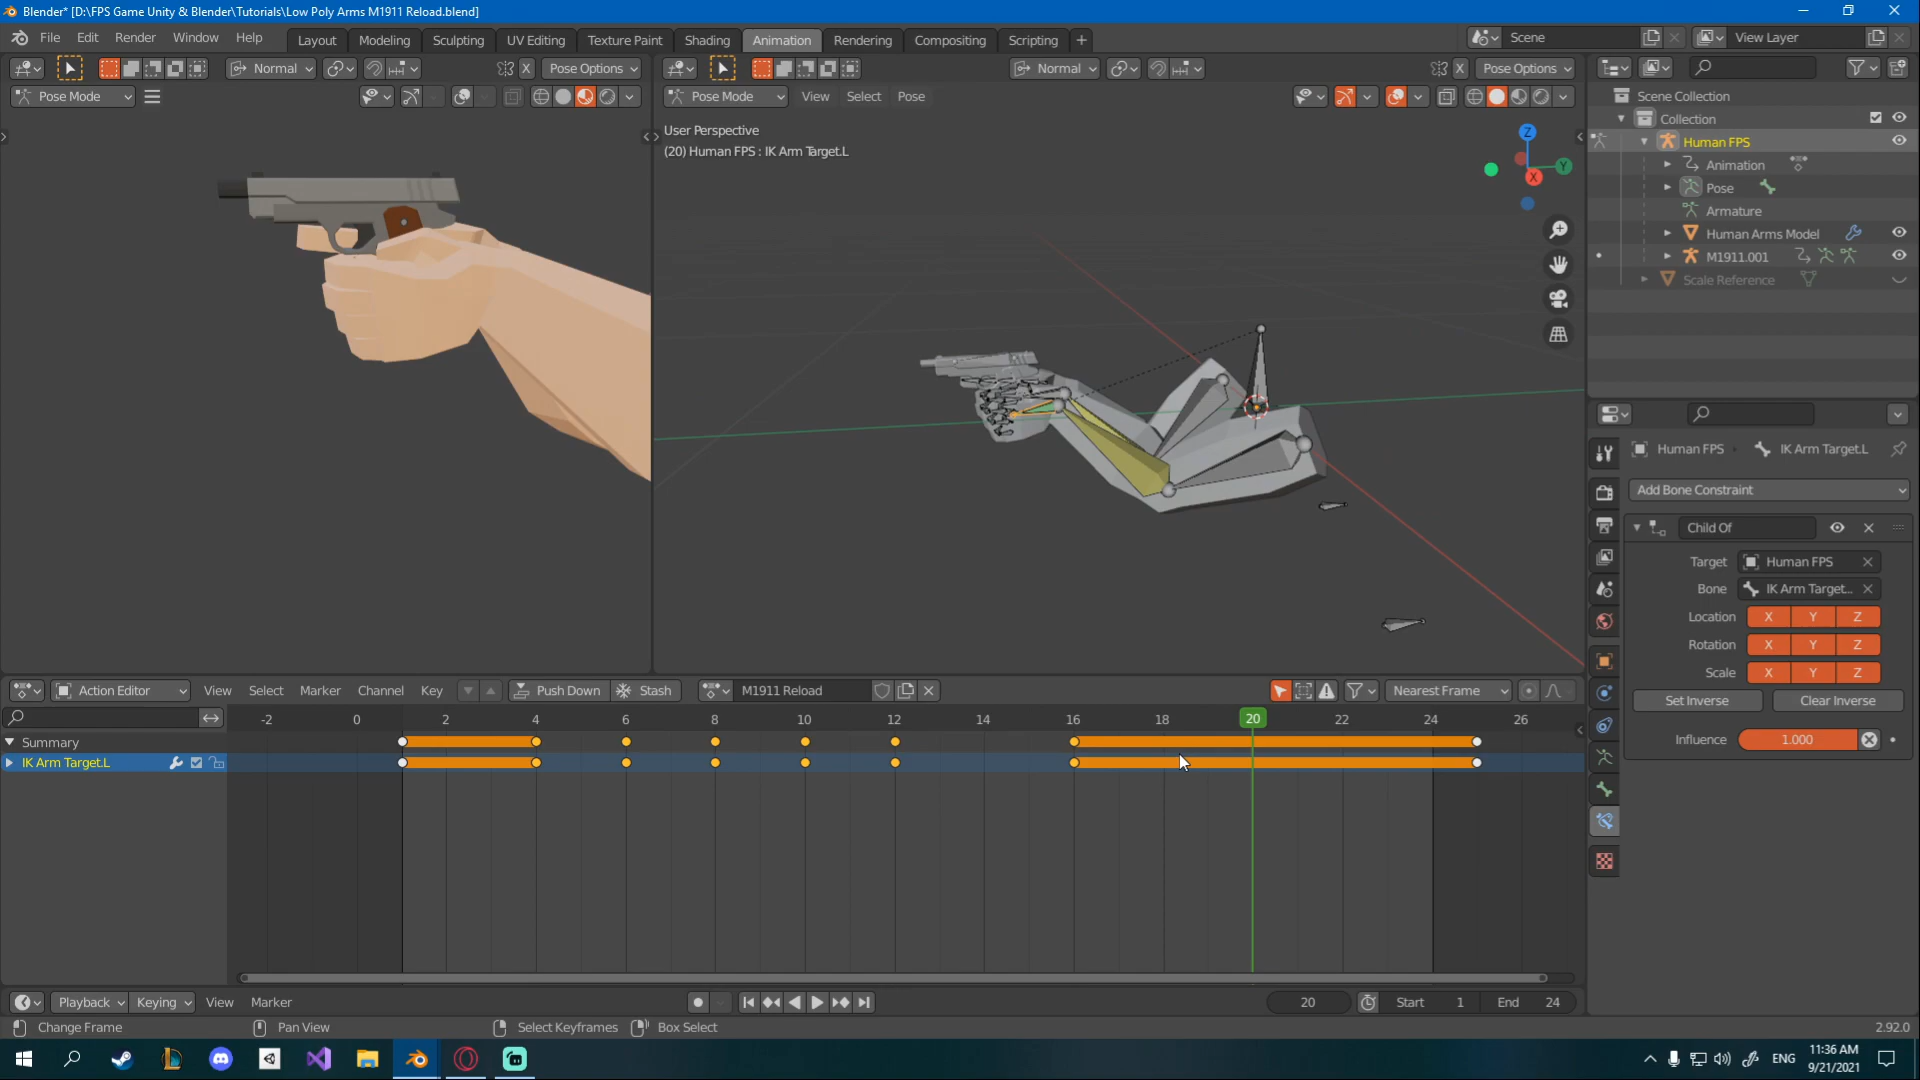 Blender* [D:\FPS Game Unity & Blender\Tutorials\Low Poly Arms M1911 Reload.blend]
File Edit Render Window Help Layout Modeling Sculpting UV Editing Texture Paint Shading Animation Rendering Compositing Scripting + Scene View Layer
Normal X Pose Options Normal X Pose Options
Pose Mode Pose Mode View Select Pose
User Perspective
(20) Human FPS : IK Arm Target.L
Z
Y
X
Scene Collection
Collection
Human FPS
Animation
Pose
Armature
Human Arms Model
M1911.001
Scale Reference
Human FPS IK Arm Target.L
Add Bone Constraint
Child Of
Target Human FPS
Bone IK Arm Target...
Location X Y Z
Rotation X Y Z
Scale X Y Z
Set Inverse Clear Inverse
Influence 1.000
Action Editor View Select Marker Channel Key Push Down Stash M1911 Reload Nearest Frame
-2 0 2 4 6 8 10 12 14 16 18 20 22 24 26
Summary
IK Arm Target.L
Playback Keying View Marker 20 Start 1 End 24
Change Frame Pan View Select Keyframes Box Select 2.92.0
ENG
11:36 AM
9/21/2021